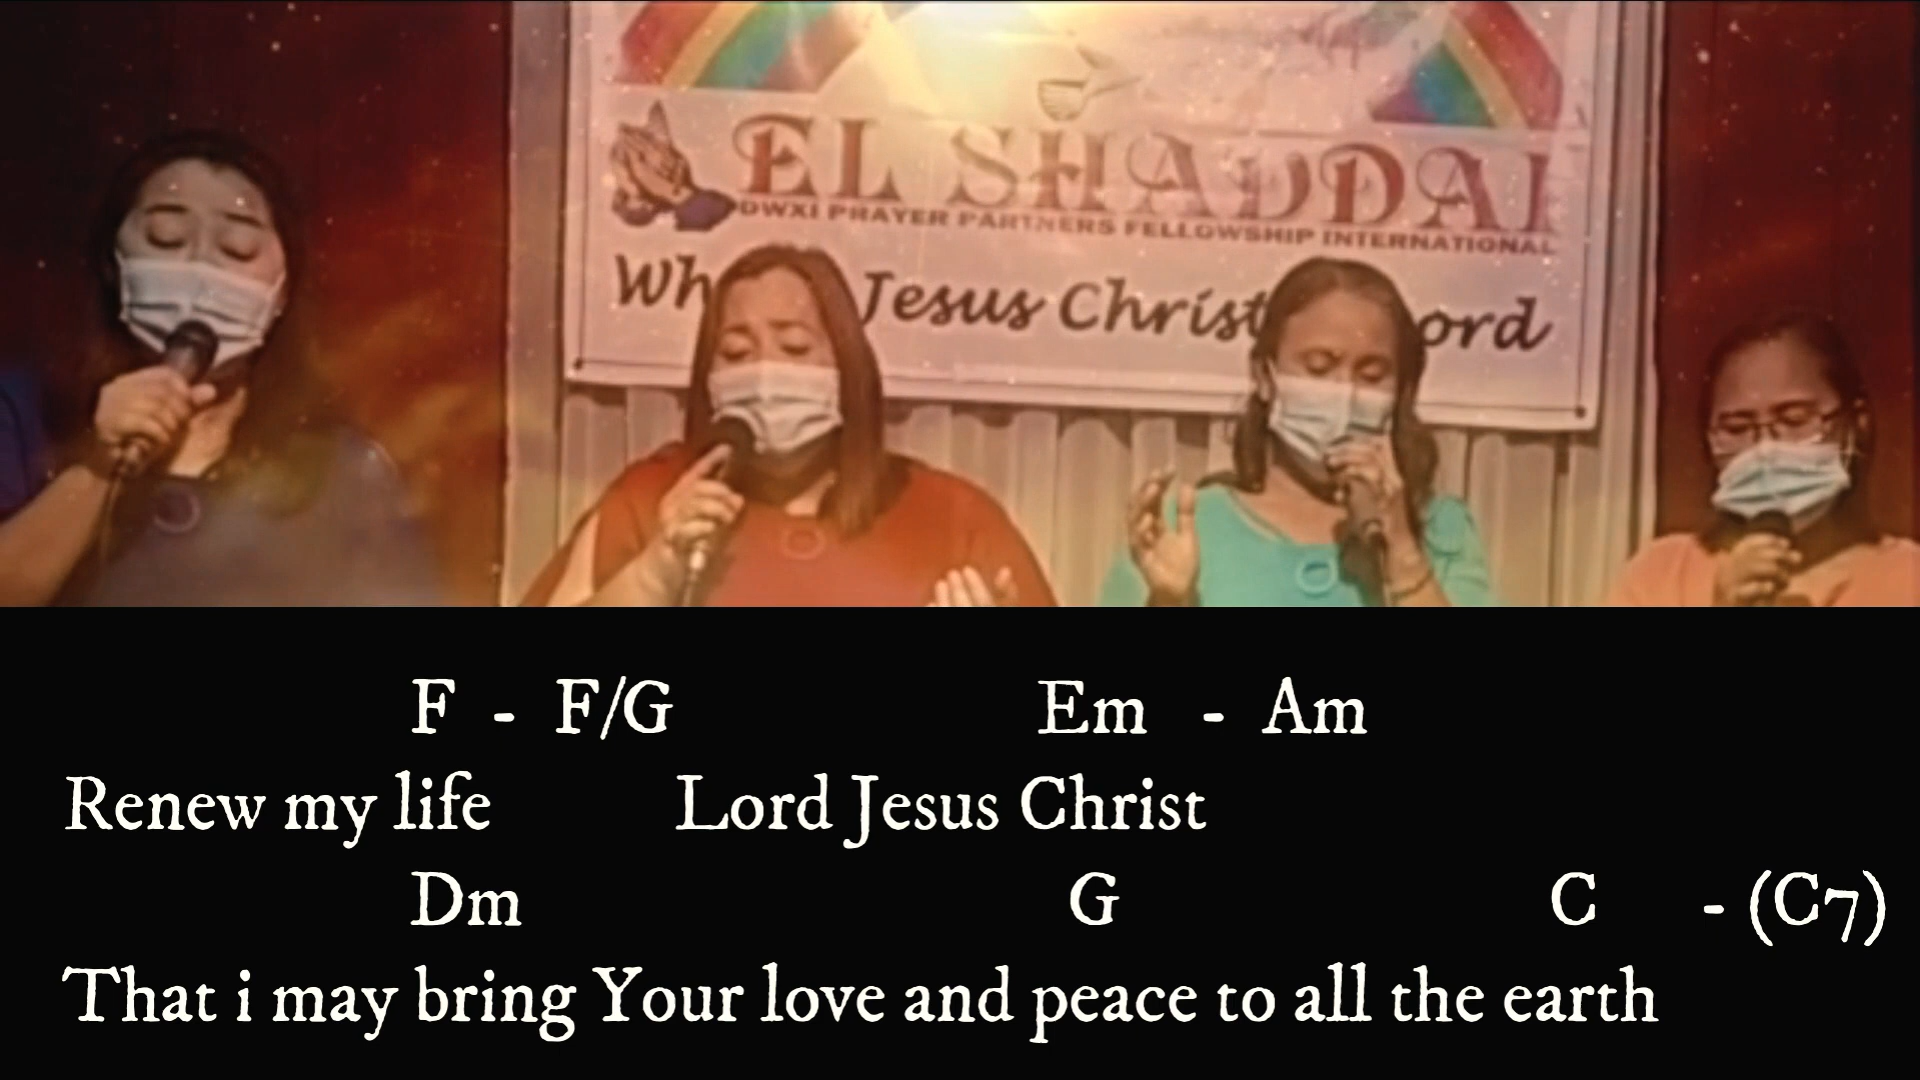 EL SHADDAI
DWXI PRAYER PARTNERS FELLOWSHIP INTERNATIONAL
Jesus Christ
F - F/G Em - Am
Renew my life Lord Jesus Christ
Dm G C - (C7)
That i may bring Your love and peace to all the earth